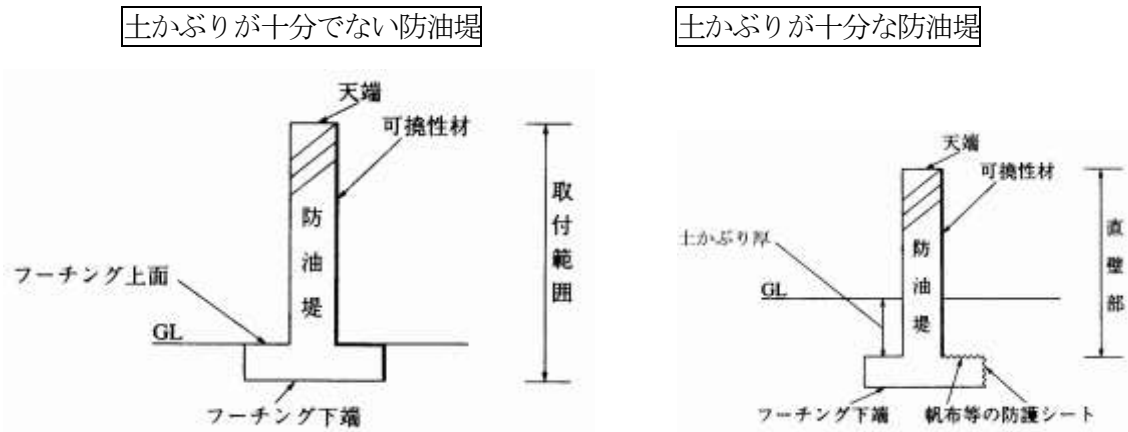 土かぶりが十分でない防油堤
天端
可撓性材
防油堤
取付範囲
フーチング上面
GL
フーチング下端
土かぶりが十分な防油堤
天端
可撓性材
土かぶり厚
防油堤
直壁部
GL
フーチング下端
帆布等の防護シート